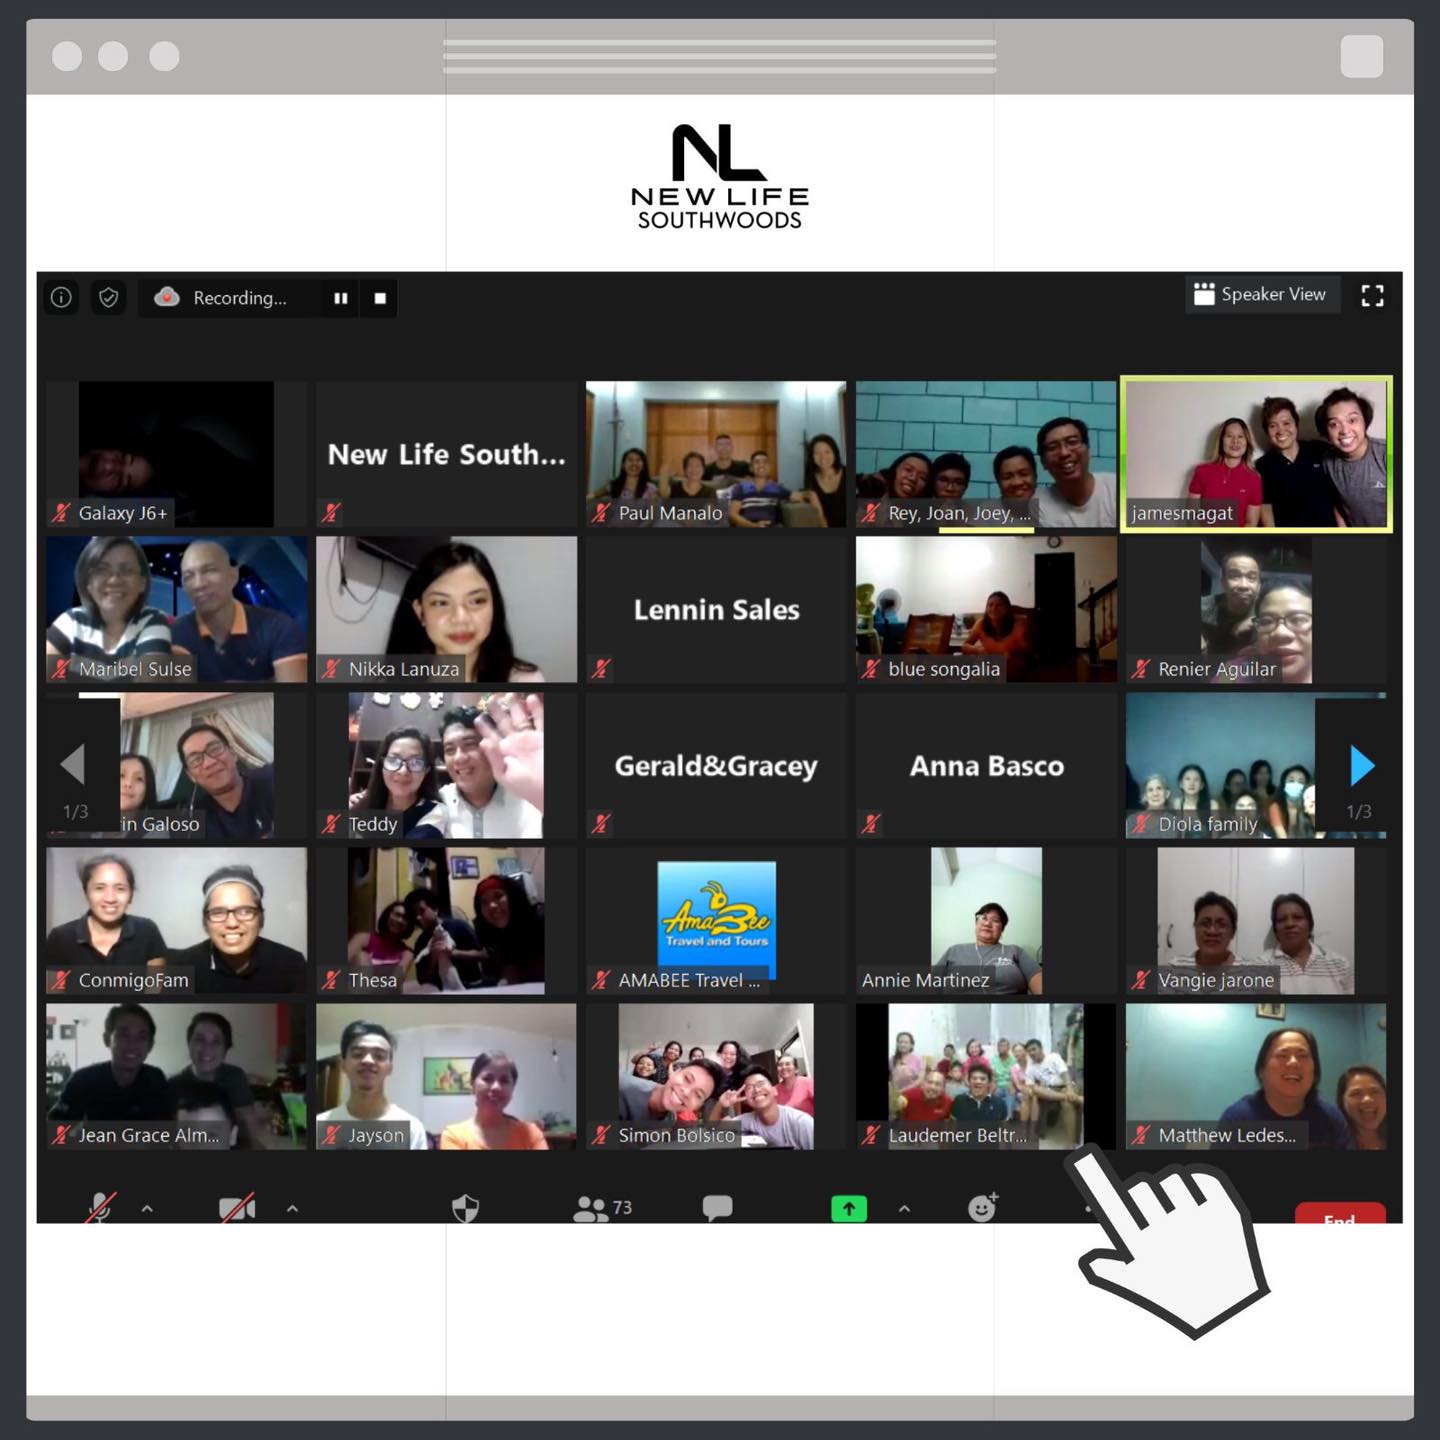 NL
NEW LIFE
SOUTHWOODS
Recording...
Speaker View
Galaxy J6+
New Life South...
Paul Manalo
Rey, Joan, Joey, ...
jamesmagat
Maribel Sulse
Nikka Lanuza
Lennin Sales
blue songalia
Renier Aguilar
1/3
in Galoso
Teddy
Gerald&Gracey
Anna Basco
Diola family
1/3
ConmigoFam
Thesa
AmaBee
Travel and Tours
AMABEE Travel ...
Annie Martinez
Vangie jarone
Jean Grace Alm...
Jayson
Simon Bolsico
Laudemer Beltr...
Matthew Ledes...
73
End